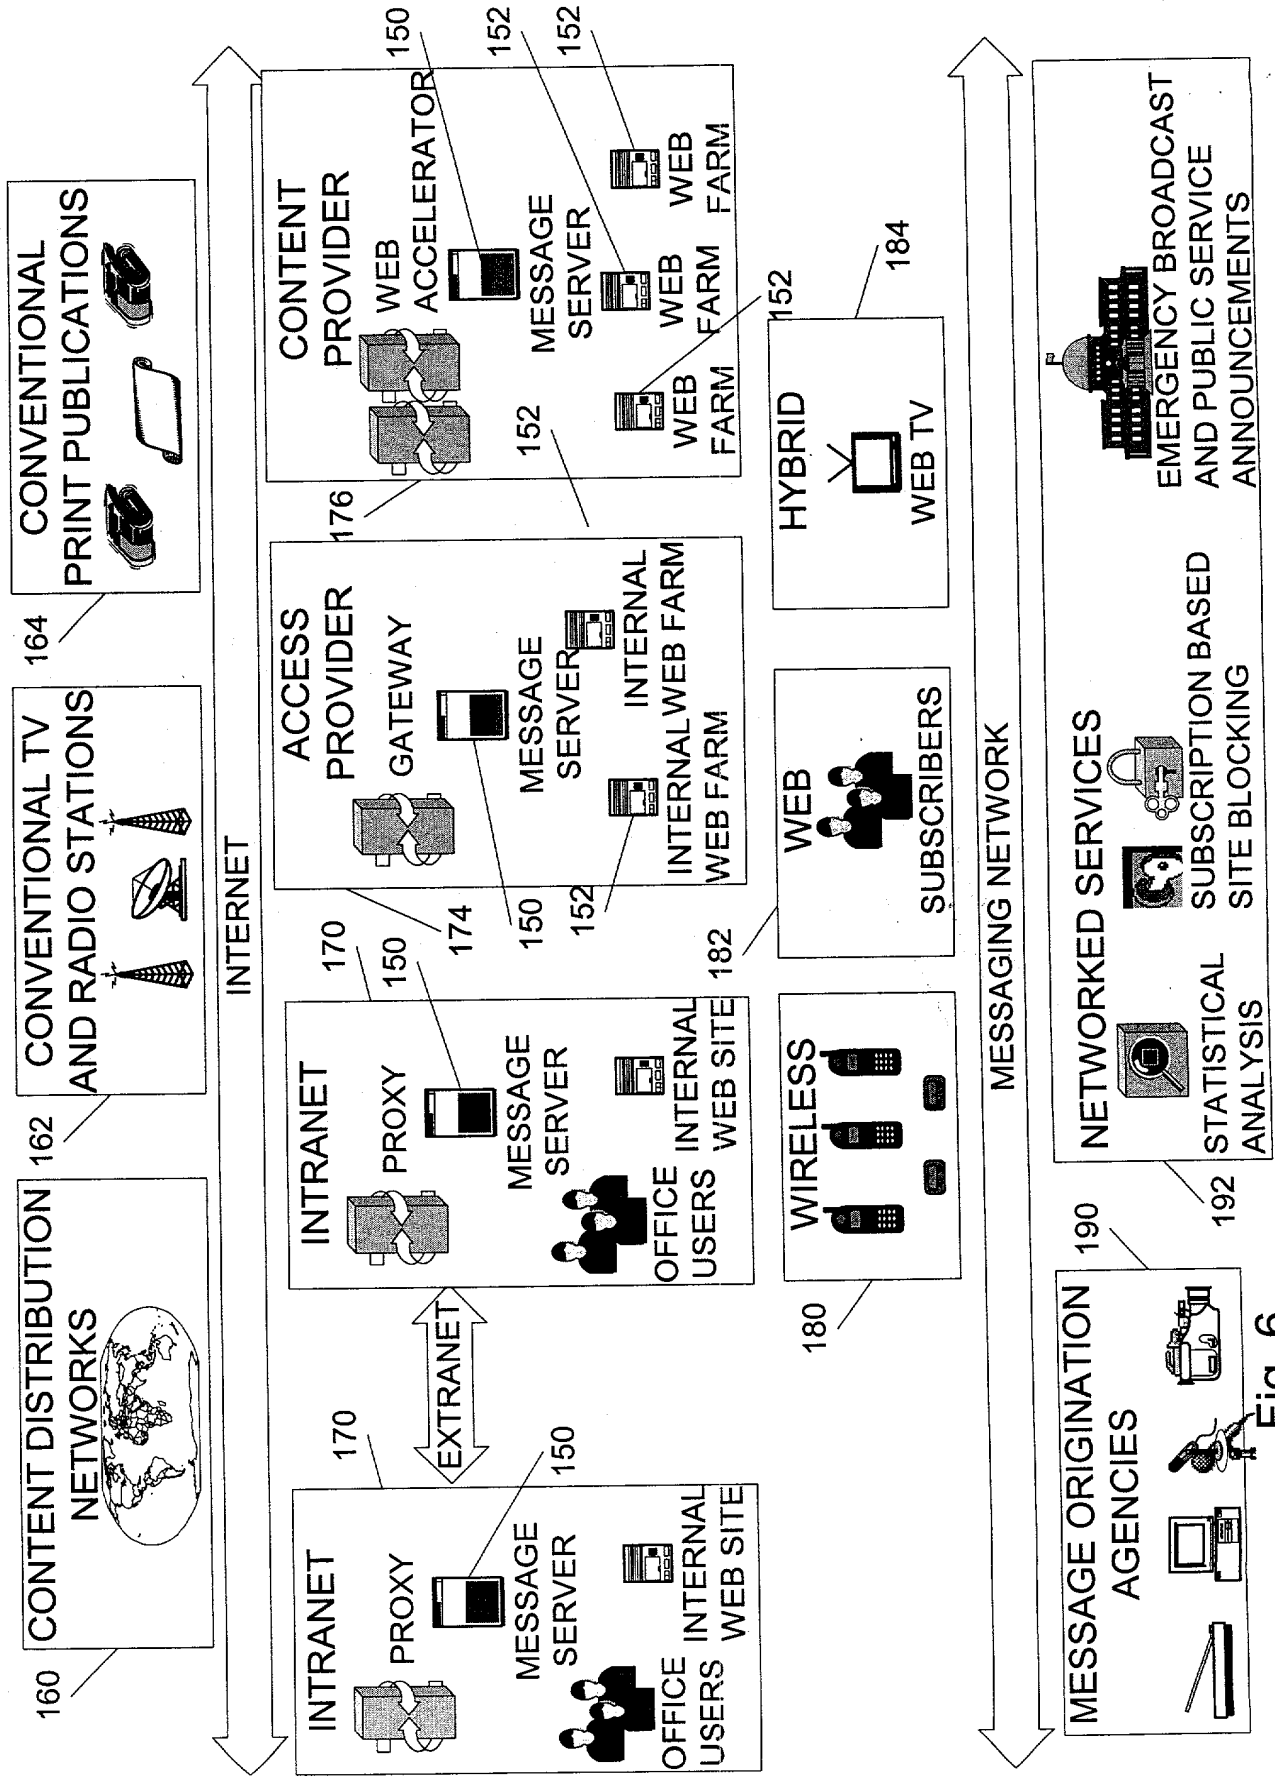 160
CONTENT DISTRIBUTION
NETWORKS
162
CONVENTIONAL TV
AND RADIO STATIONS
164
CONVENTIONAL
PRINT PUBLICATIONS
INTERNET
INTRANET
PROXY
MESSAGE
SERVER
OFFICE
USERS
INTERNAL
WEB SITE
170
150
EXTRANET
INTRANET
PROXY
MESSAGE
SERVER
OFFICE
USERS
INTERNAL
WEB SITE
170
150
ACCESS
PROVIDER
GATEWAY
MESSAGE
SERVER
INTERNAL
WEB FARM
INTERNAL
WEB FARM
174
150
152
152
176
CONTENT
PROVIDER
WEB
ACCELERATOR
MESSAGE
SERVER
WEB
FARM
WEB
FARM
WEB
FARM
150
152
152
152
180
WIRELESS
182
WEB
SUBSCRIBERS
HYBRID
WEB TV
184
MESSAGING NETWORK
MESSAGE ORIGINATION
AGENCIES
190
192
NETWORKED SERVICES
STATISTICAL
ANALYSIS
SUBSCRIPTION BASED
SITE BLOCKING
EMERGENCY BROADCAST
AND PUBLIC SERVICE
ANNOUNCEMENTS
Fig. 6